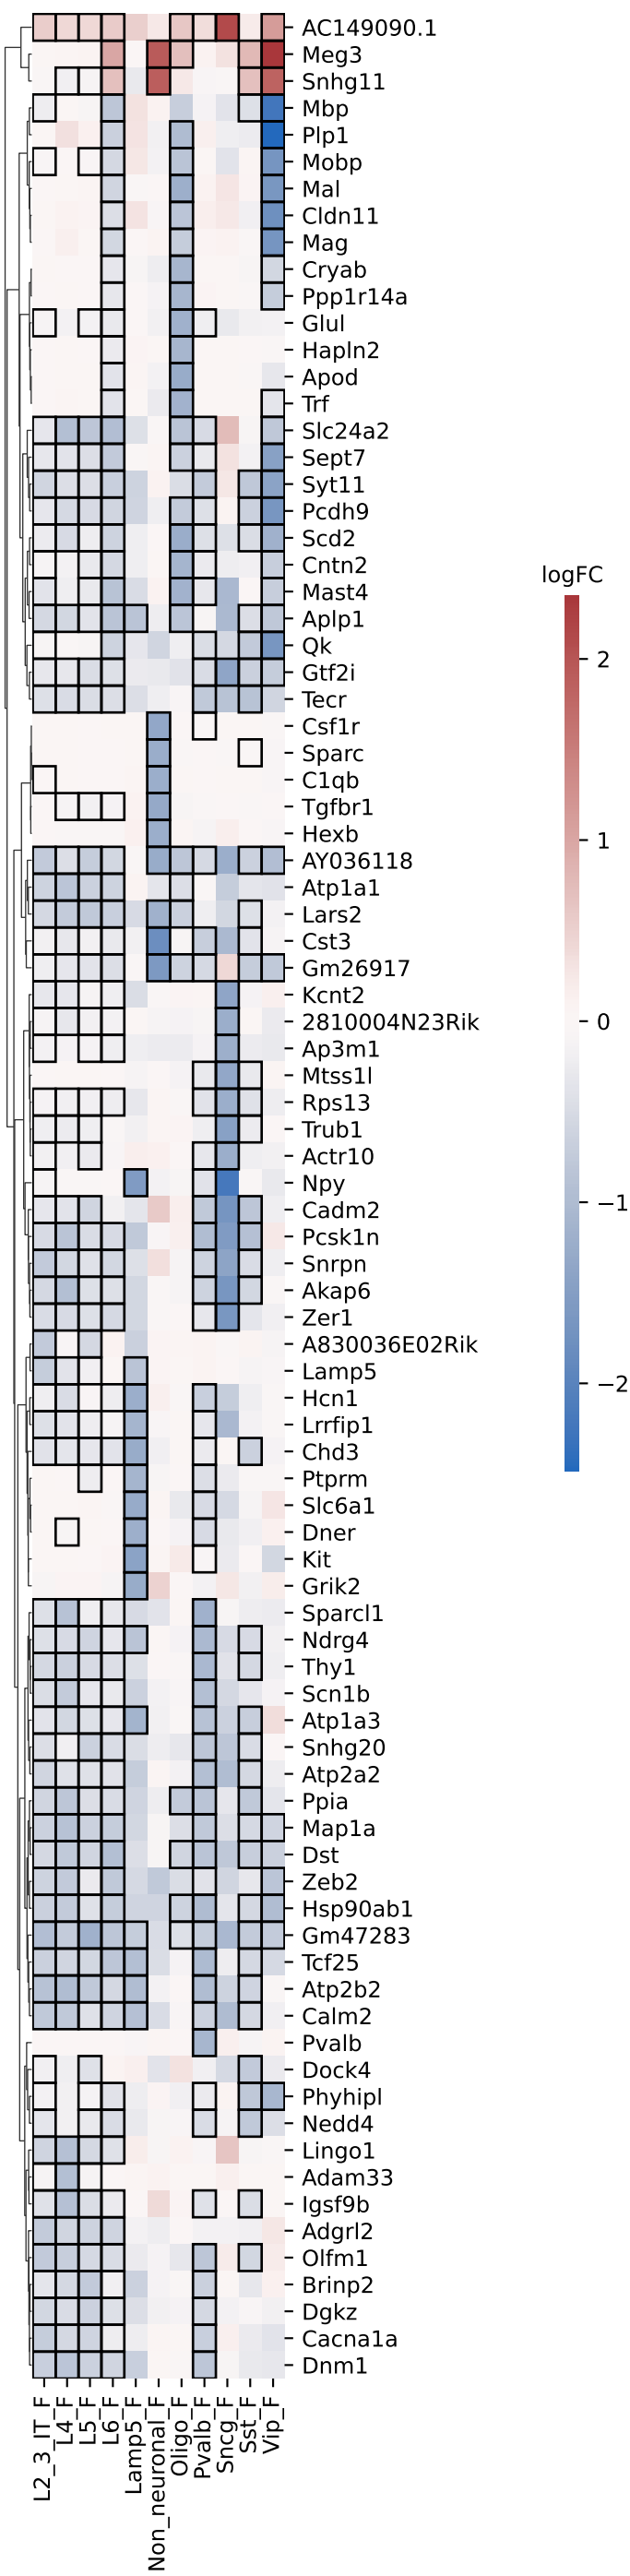 AC149090.1
Meg3
Snhg11
Mbp
Plp1
Mobp
Mal
Cldn11
Mag
Cryab
Ppp1r14a
Glul
Hapln2
Apod
Trf
Slc24a2
Sept7
Syt11
Pcdh9
Scd2
Cntn2
Mast4
Aplp1
Qk
Gtf2i
Tecr
Csf1r
Sparc
C1qb
Tgfbr1
Hexb
AY036118
Atp1a1
Lars2
Cst3
Gm26917
Kcnt2
2810004N23Rik
Ap3m1
Mtss1l
Rps13
Trub1
Actr10
Npy
Cadm2
Pcsk1n
Snrpn
Akap6
Zer1
A830036E02Rik
Lamp5
Hcn1
Lrrfip1
Chd3
Ptprm
Slc6a1
Dner
Kit
Grik2
Sparcl1
Ndrg4
Thy1
Scn1b
Atp1a3
Snhg20
Atp2a2
Ppia
Map1a
Dst
Zeb2
Hsp90ab1
Gm47283
Tcf25
Atp2b2
Calm2
Pvalb
Dock4
Phyhipl
Nedd4
Lingo1
Adam33
Igsf9b
Adgrl2
Olfm1
Brinp2
Dgkz
Cacna1a
Dnm1
L2_3_IT_F
L4_F
L5_F
L6_F
Lamp5_F
Non_neuronal_F
Oligo_F
Pvalb_F
Sncg_F
Sst_F
Vip_F
logFC
2
1
0
−1
−2